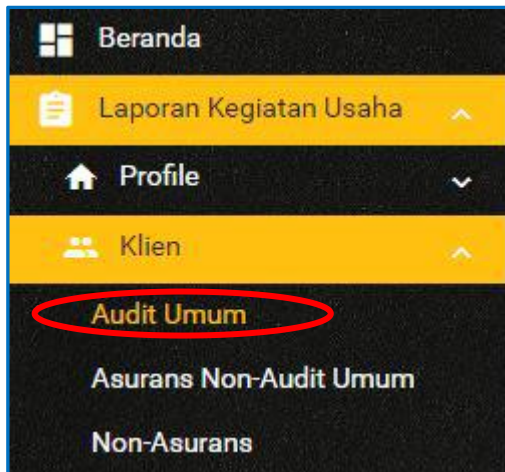 Beranda
Laporan Kegiatan Usaha
Profile
Klien
Audit Umum
Asurans Non-Audit Umum
Non-Asurans